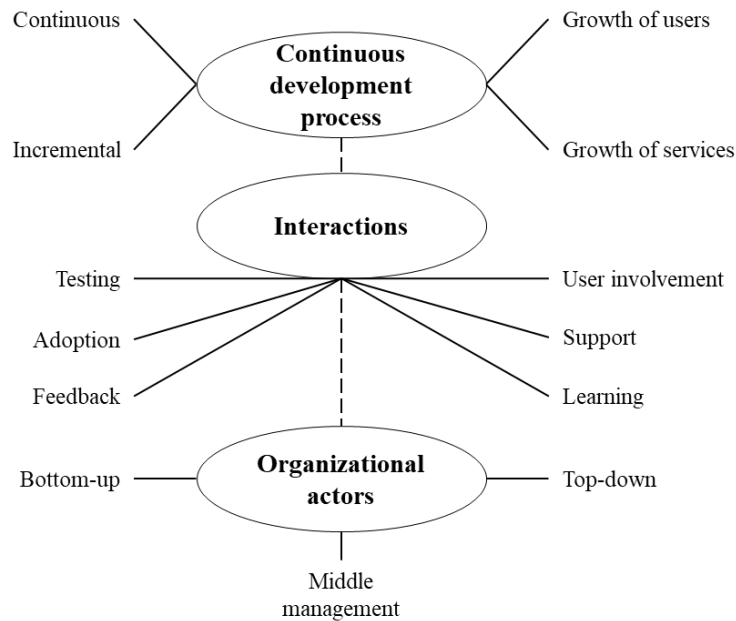 Continuous
Growth of users
Continuous
development
process
Incremental
Growth of services
Interactions
Testing
User involvement
Adoption
Support
Feedback
Learning
Bottom-up
Organizational
actors
Top-down
Middle
management